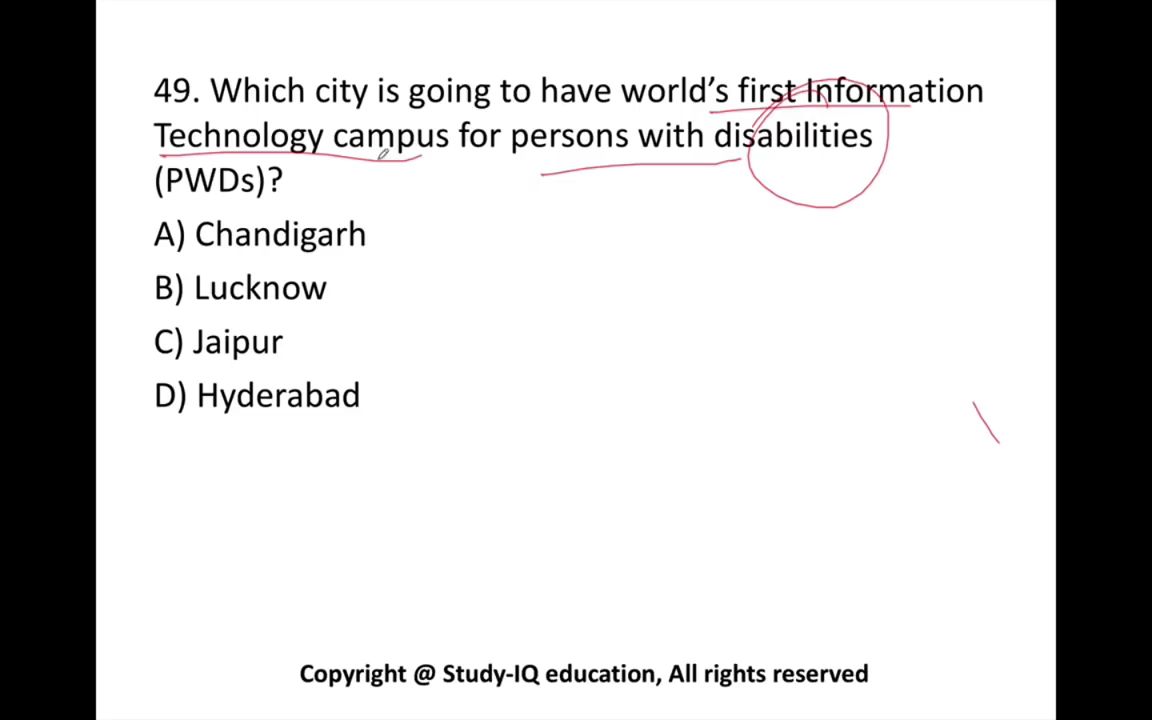 49. Which city is going to have world's first Information
Technology campus for persons with disabilities
(PWDs)?
A) Chandigarh
B) Lucknow
C) Jaipur
D) Hyderabad
Copyright @ Study-IQ education, All rights reserved